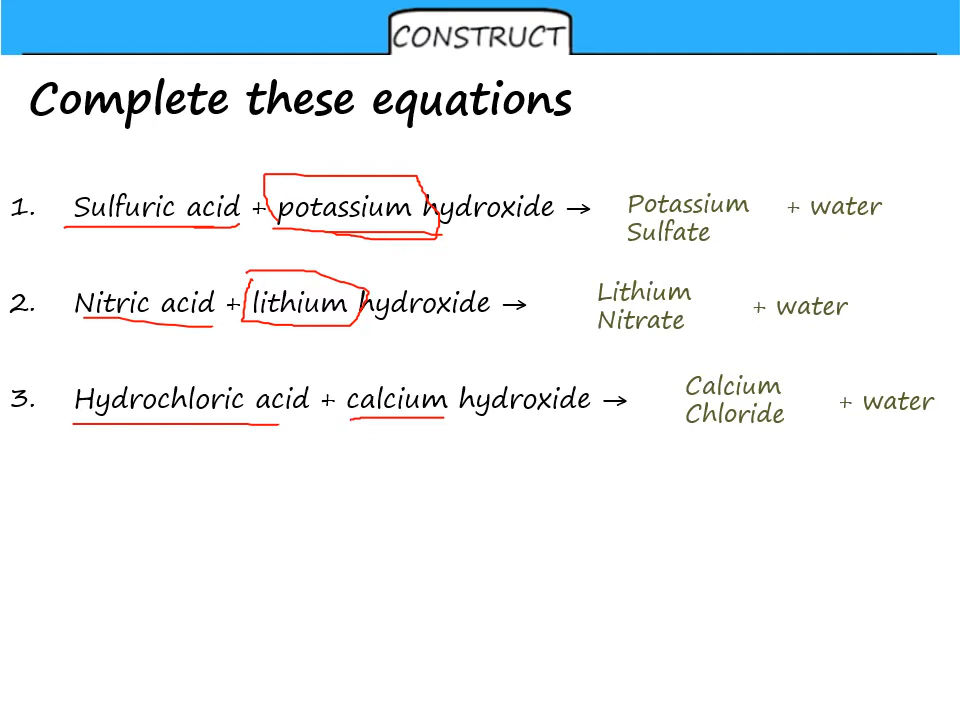 CONSTRUCT
Complete these equations
1. Sulfuric acid + potassium hydroxide → Potassium Sulfate + water
2. Nitric acid + lithium hydroxide → Lithium Nitrate + water
3. Hydrochloric acid + calcium hydroxide → Calcium Chloride + water